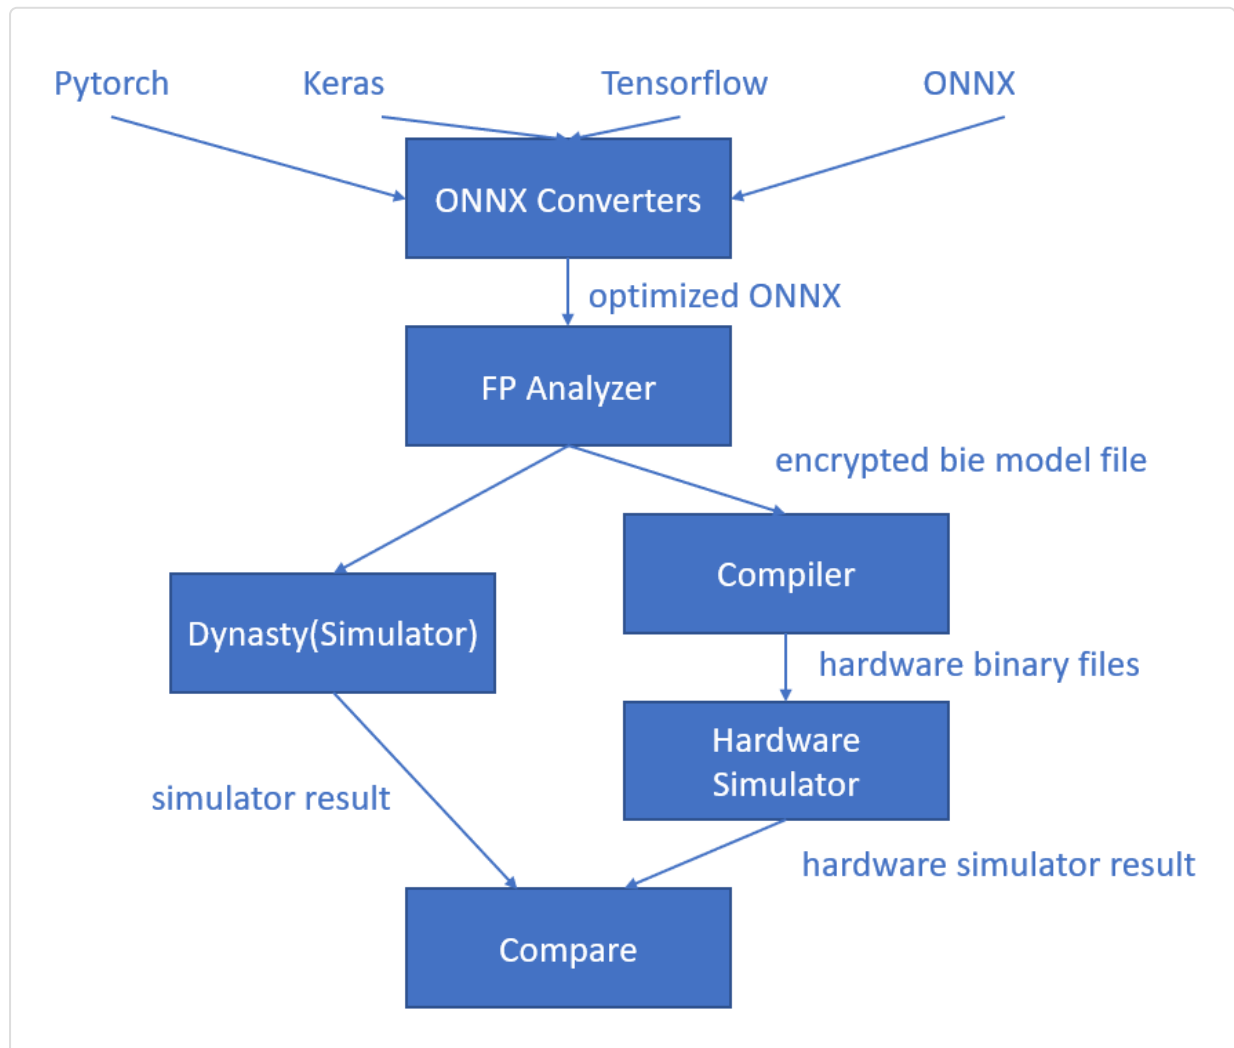 Pytorch
Keras
Tensorflow
ONNX
ONNX Converters
optimized ONNX
FP Analyzer
encrypted bie model file
Compiler
Dynasty(Simulator)
hardware binary files
Hardware
Simulator
simulator result
hardware simulator result
Compare